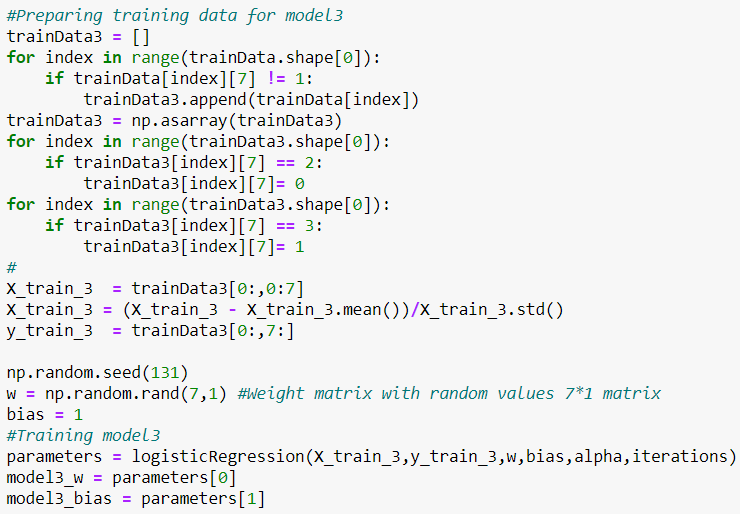 #Preparing training data for model3
trainData3 = []
for index in range(trainData.shape[0]):
    if trainData[index][7] != 1:
        trainData3.append(trainData[index])
trainData3 = np.asarray(trainData3)
for index in range(trainData3.shape[0]):
    if trainData3[index][7] == 2:
        trainData3[index][7]= 0
for index in range(trainData3.shape[0]):
    if trainData3[index][7] == 3:
        trainData3[index][7]= 1
#
X_train_3  = trainData3[0:,0:7]
X_train_3 = (X_train_3 - X_train_3.mean())/X_train_3.std()
y_train_3  = trainData3[0:,7:]

np.random.seed(131)
w = np.random.rand(7,1) #Weight matrix with random values 7*1 matrix
bias = 1
#Training model3
parameters = logisticRegression(X_train_3,y_train_3,w,bias,alpha,iterations)
model3_w = parameters[0]
model3_bias = parameters[1]